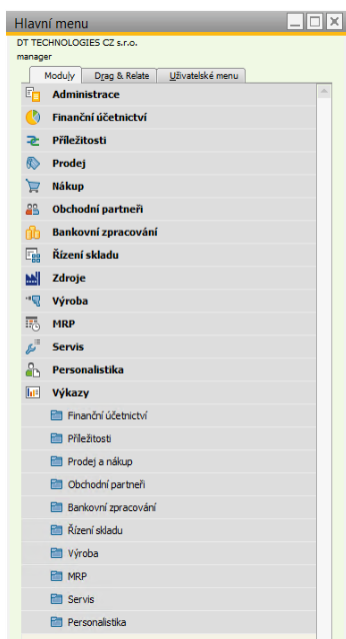 Hlavní menu
DT TECHNOLOGIES CZ s.r.o.
manager
Moduly Drag & Relate Uživatelské menu
Administrace
Finanční účetnictví
Příležitosti
Prodej
Nákup
Obchodní partneři
Bankovní zpracování
Řízení skladu
Zdroje
Výroba
MRP
Servis
Personalistika
Výkazy
Finanční účetnictví
Příležitosti
Prodej a nákup
Obchodní partneři
Bankovní zpracování
Řízení skladu
Výroba
MRP
Servis
Personalistika